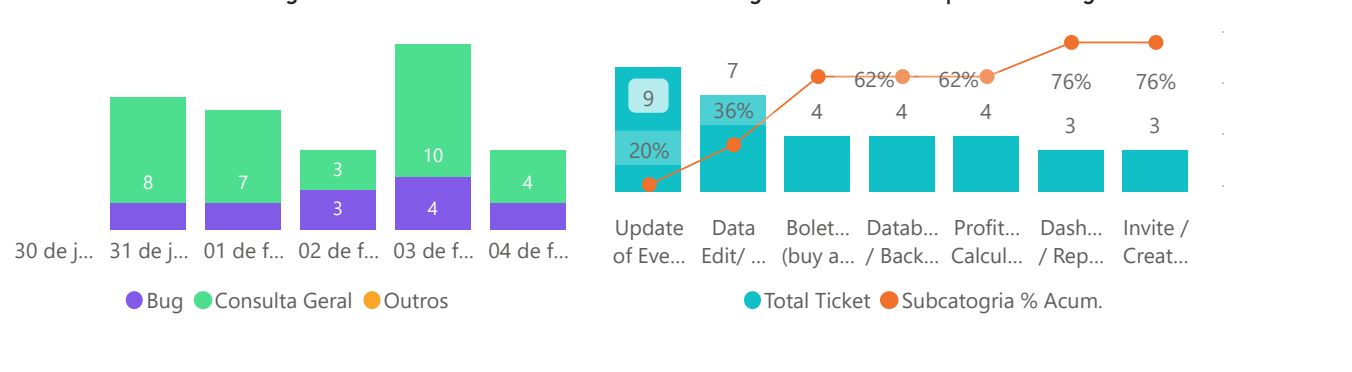 8
7
3
3
10
4
4
30 de j... 31 de j... 01 de f... 02 de f... 03 de f... 04 de f...
Bug Consulta Geral Outros
9
20%
7
36%
4
62%
4
62%
4
76%
3
76%
3
Update of Eve...
Data Edit/ ...
Bolet... (buy a...
Datab... / Back...
Profit... Calcul...
Dash... / Rep...
Invite / Creat...
Total Ticket Subcatogria % Acum.